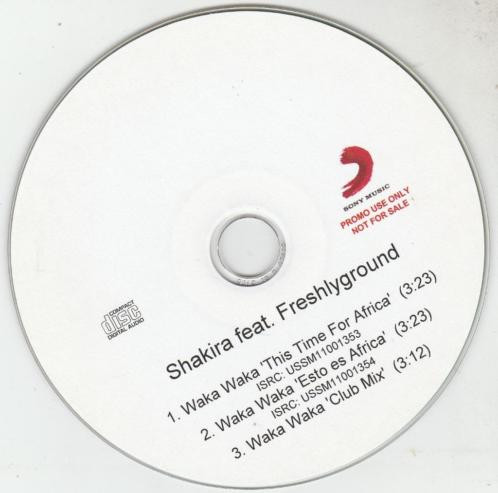 SONY MUSIC
PROMO USE ONLY
NOT FOR SALE
COMPACT
disc
DIGITAL AUDIO
Shakira feat. Freshlyground
1. Waka Waka 'This Time For Africa' (3:23)
ISRC: USSM11001353
2. Waka Waka 'Esto es Africa' (3:23)
ISRC: USSM11001354
3. Waka Waka 'Club Mix' (3:12)